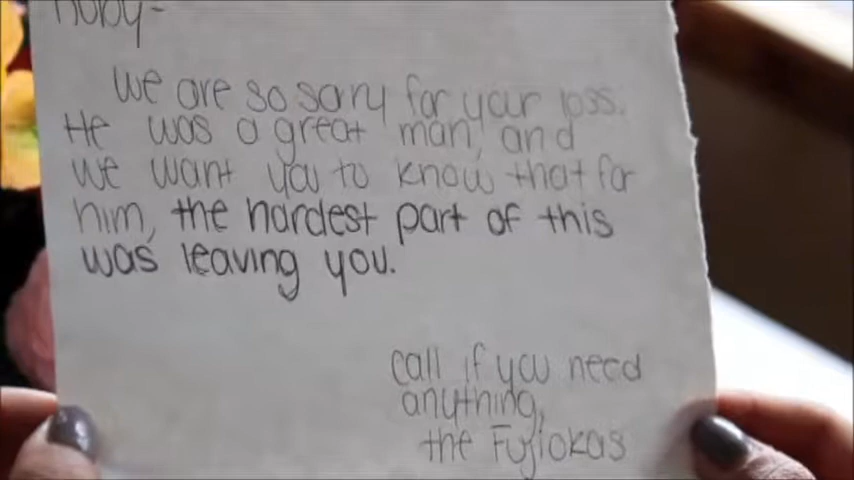 Ruby-
we are so sorry for your loss.
He was a great man, and
we want you to know that for
him, the hardest part of this
was leaving you.
call if you need
anything,
the Fujiokas